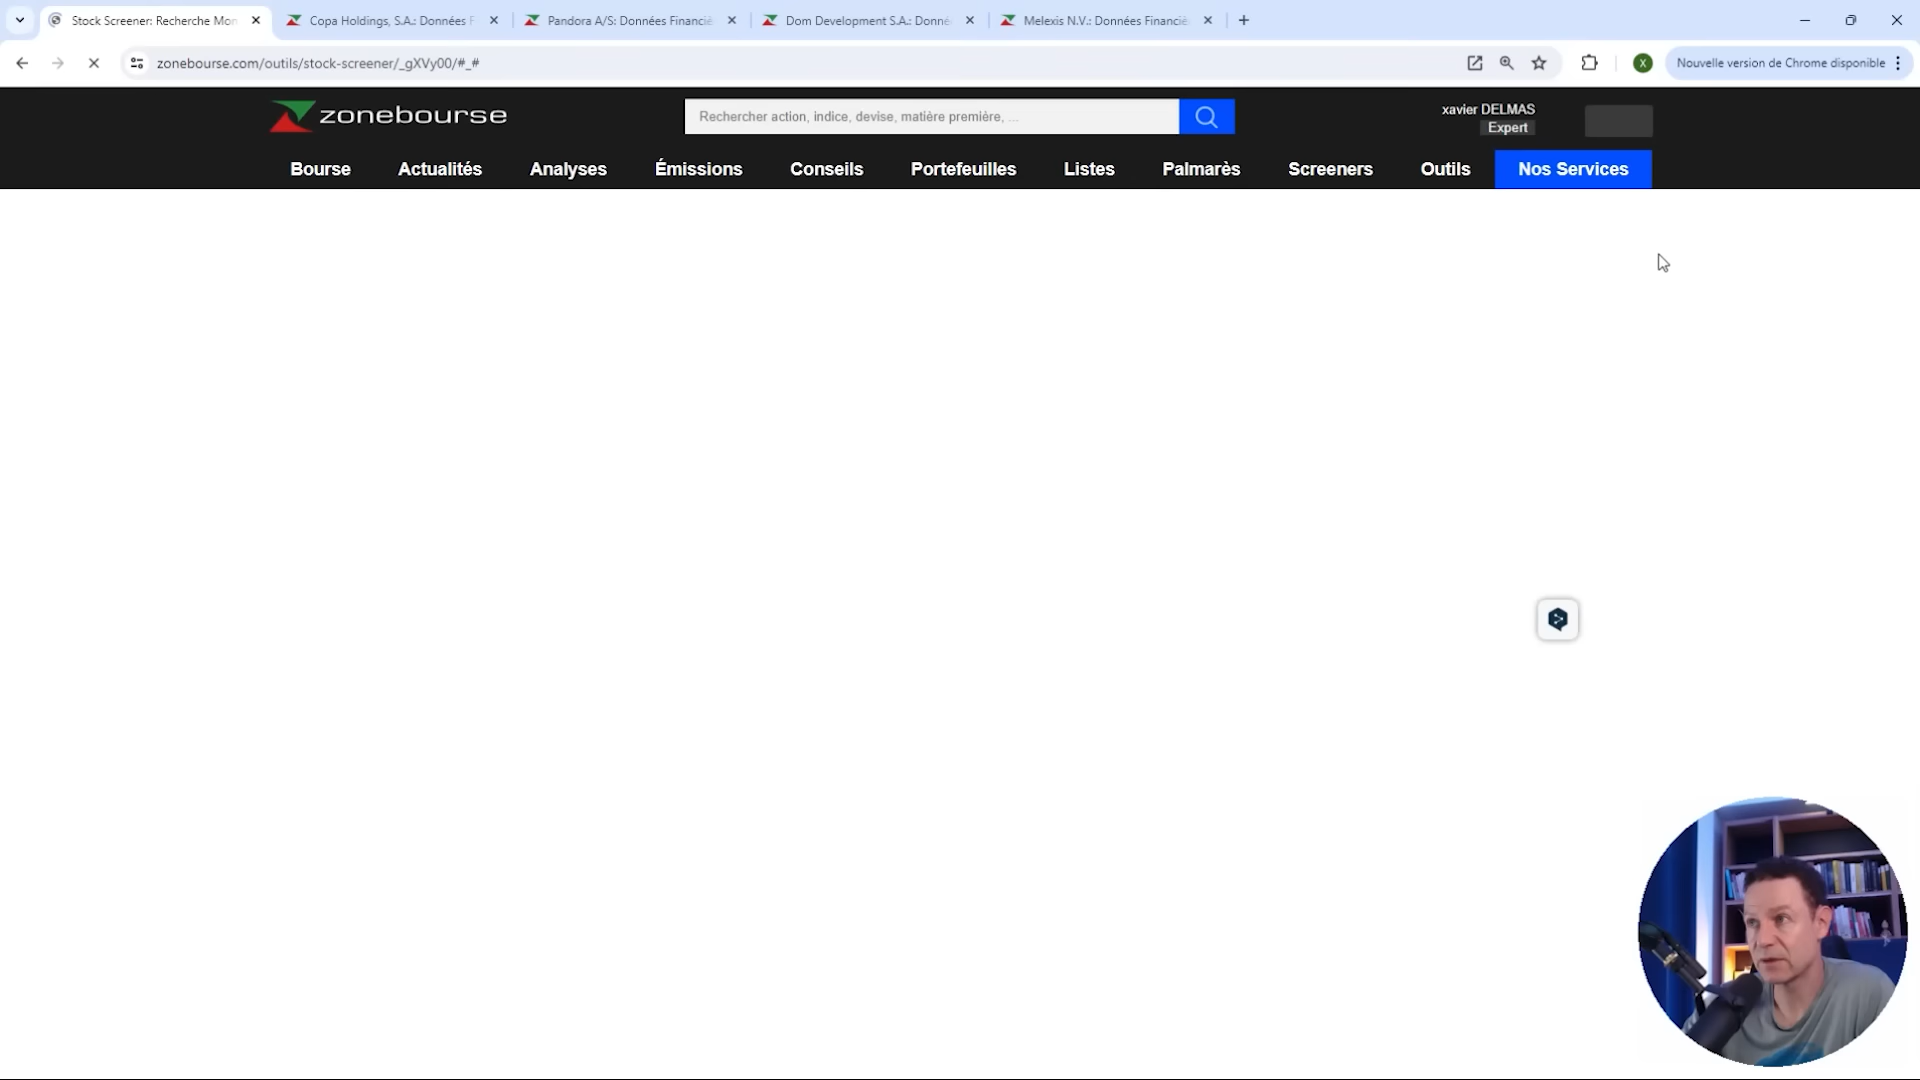 Stock Screener: Recherche Mon
Copa Holdings, S.A.: Données F
Pandora A/S: Données Financiè
Dom Development S.A.: Donné
Melexis N.V.: Données Financiè
zonebourse.com/outils/stock-screener/_gXVy00/#_#
X
Nouvelle version de Chrome disponible
zonebourse
Rechercher action, indice, devise, matière première, ...
xavier DELMAS
Expert
Bourse
Actualités
Analyses
Émissions
Conseils
Portefeuilles
Listes
Palmarès
Screeners
Outils
Nos Services